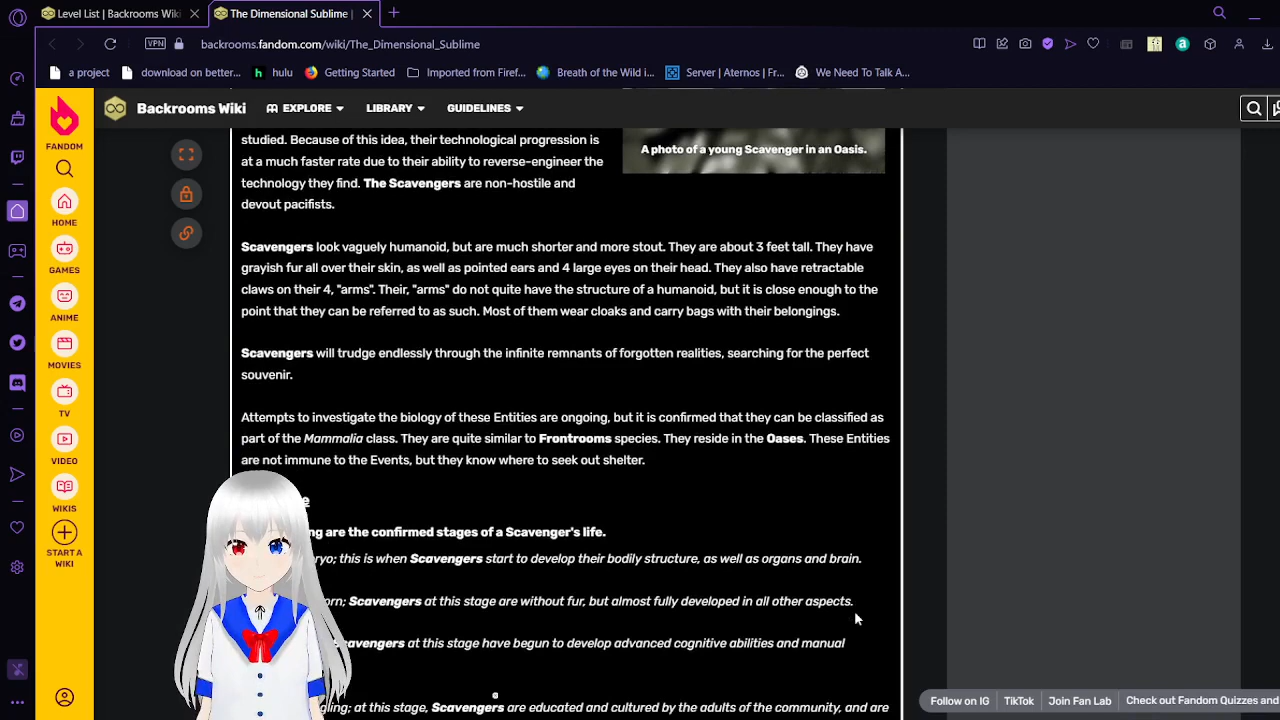 Level List | Backrooms Wiki
The Dimensional Sublime |
VPN
backrooms.fandom.com/wiki/The_Dimensional_Sublime
a project
download on better...
hulu
Getting Started
Imported from Firef...
Breath of the Wild i...
Server | Aternos | Fr...
We Need To Talk A...
Backrooms Wiki
EXPLORE
LIBRARY
GUIDELINES
FANDOM
HOME
GAMES
ANIME
MOVIES
TV
VIDEO
WIKIS
START A
WIKI
studied. Because of this idea, their technological progression is
at a much faster rate due to their ability to reverse-engineer the
technology they find. The Scavengers are non-hostile and
devout pacifists.
A photo of a young Scavenger in an Oasis.
Scavengers look vaguely humanoid, but are much shorter and more stout. They are about 3 feet tall. They have
grayish fur all over their skin, as well as pointed ears and 4 large eyes on their head. They also have retractable
claws on their 4, "arms". Their, "arms" do not quite have the structure of a humanoid, but it is close enough to the
point that they can be referred to as such. Most of them wear cloaks and carry bags with their belongings.
Scavengers will trudge endlessly through the infinite remnants of forgotten realities, searching for the perfect
souvenir.
Attempts to investigate the biology of these Entities are ongoing, but it is confirmed that they can be classified as
part of the Mammalia class. They are quite similar to Frontrooms species. They reside in the Oases. These Entities
are not immune to the Events, but they know where to seek out shelter.
are the confirmed stages of a Scavenger's life.
this is when Scavengers start to develop their bodily structure, as well as organs and brain.
Scavengers at this stage are without fur, but almost fully developed in all other aspects.
Scavengers at this stage have begun to develop advanced cognitive abilities and manual
at this stage, Scavengers are educated and cultured by the adults of the community, and are
Follow on IG
TikTok
Join Fan Lab
Check out Fandom Quizzes and